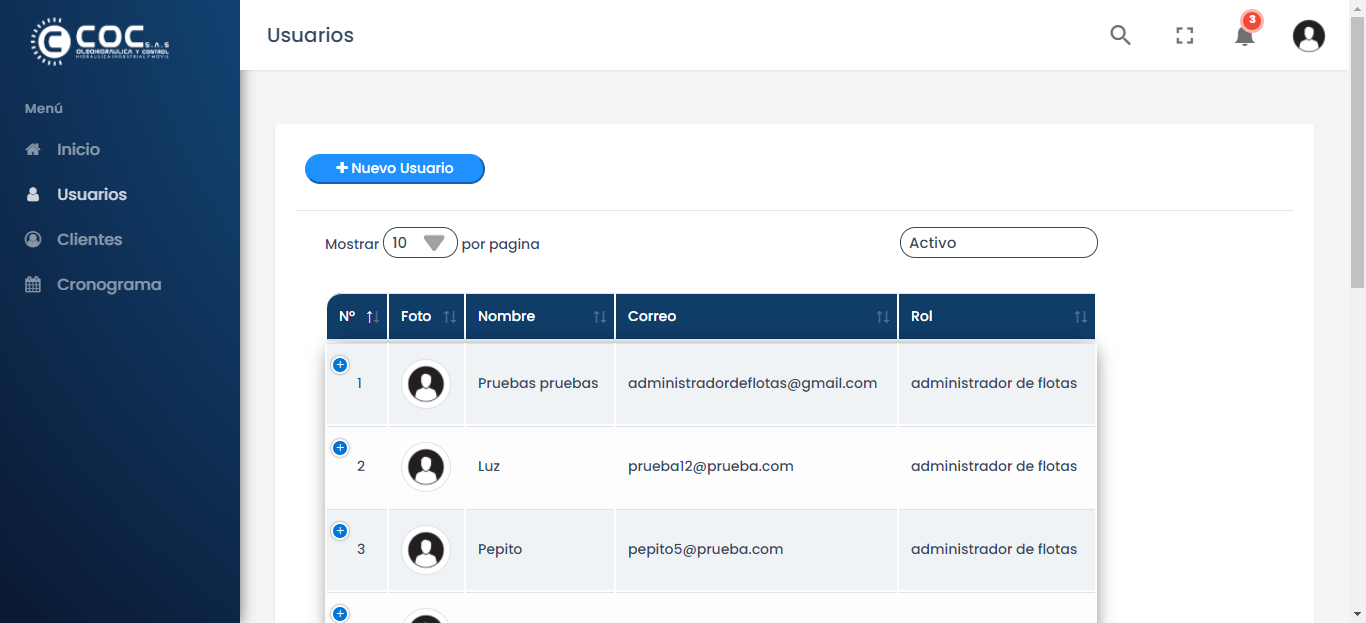 COC S.A.S
OLEOHIDRAULICA Y CONTROL
HIDRAULICA INDUSTRIAS Y MOVIL
Usuarios
3
Menú
Inicio
Usuarios
Clientes
Cronograma
+ Nuevo Usuario
Mostrar 10 por pagina
Activo
Nº Foto Nombre Correo Rol
1 Pruebas pruebas administradordeflotas@gmail.com administrador de flotas
2 Luz prueba12@prueba.com administrador de flotas
3 Pepito pepito5@prueba.com administrador de flotas